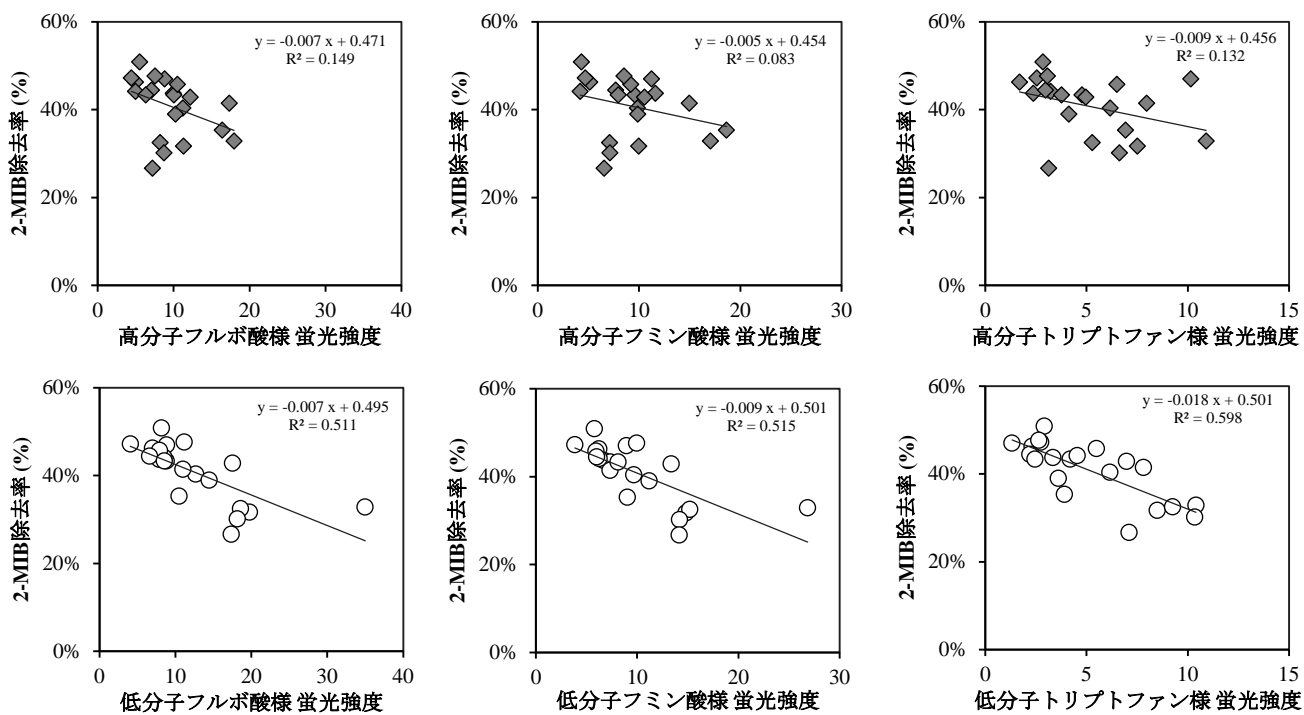 60%
40%
20%
0%
2-MIB除去率 (%)
y = -0.007 x + 0.471
R² = 0.149
0 10 20 30 40
高分子フルボ酸様 蛍光強度
60%
40%
20%
0%
2-MIB除去率 (%)
y = -0.005 x + 0.454
R² = 0.083
0 10 20 30
高分子フミン酸様 蛍光強度
60%
40%
20%
0%
2-MIB除去率 (%)
y = -0.009 x + 0.456
R² = 0.132
0 5 10 15
高分子トリプトファン様 蛍光強度
60%
40%
20%
0%
2-MIB除去率 (%)
y = -0.007 x + 0.495
R² = 0.511
0 10 20 30 40
低分子フルボ酸様 蛍光強度
60%
40%
20%
0%
2-MIB除去率 (%)
y = -0.009 x + 0.501
R² = 0.515
0 10 20 30
低分子フミン酸様 蛍光強度
60%
40%
20%
0%
2-MIB除去率 (%)
y = -0.018 x + 0.501
R² = 0.598
0 5 10 15
低分子トリプトファン様 蛍光強度